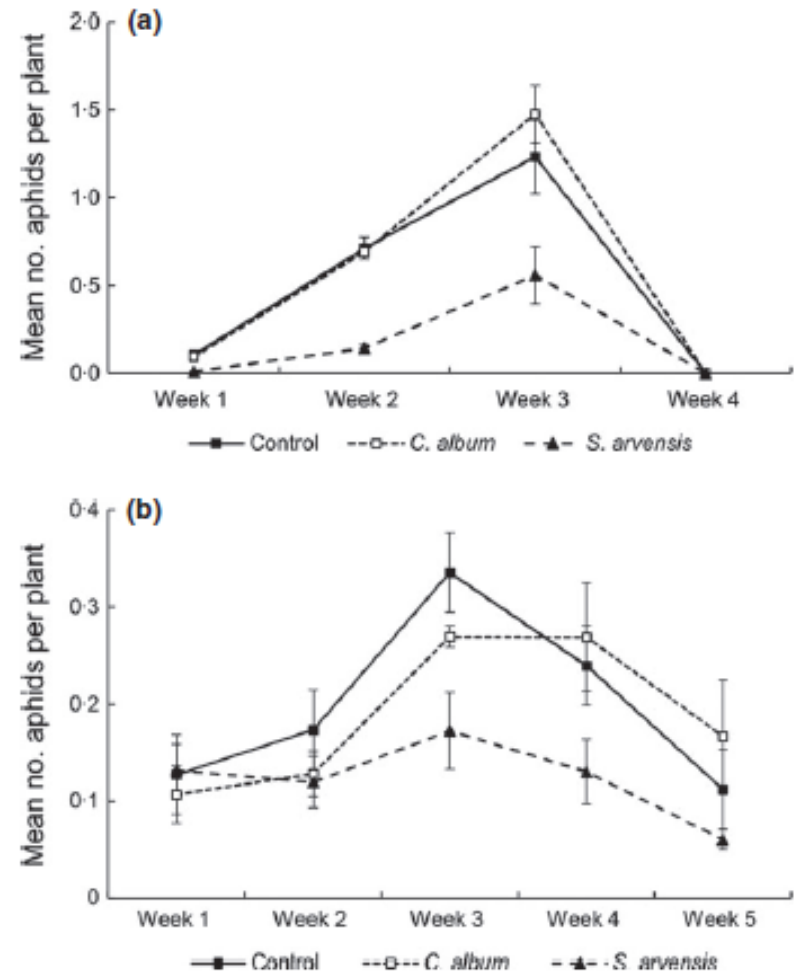 (a)
Mean no. aphids per plant
2·0
1·5
1·0
0·5
0·0
Week 1 Week 2 Week 3 Week 4
Control C. album S. arvensis
(b)
Mean no. aphids per plant
0·4
0·3
0·2
0·1
0
Week 1 Week 2 Week 3 Week 4 Week 5
Control C. album S. arvensis